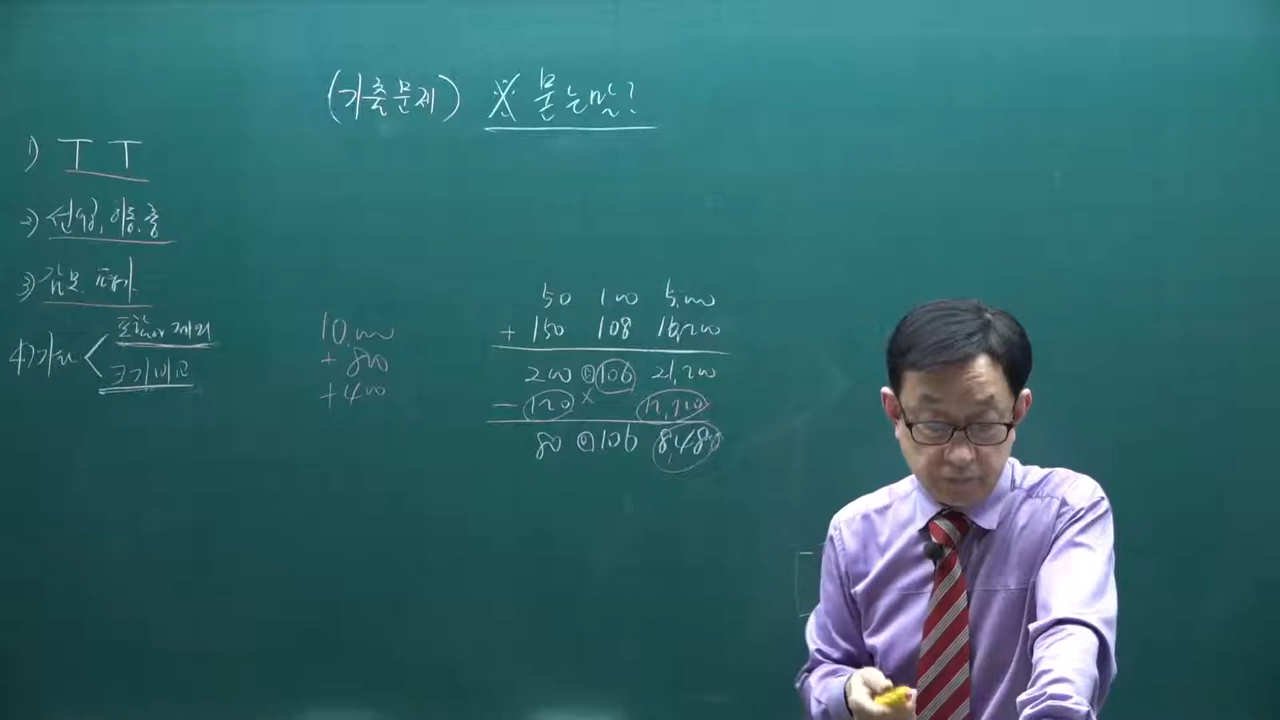 (기출문제) ※ 묻는말?
1) T T
2) 선입, 이동, 총
3) 감모. 평가
4) 기타 < 포함 or 제외
크기비교
10,000
+ 800
+ 400
50 100 5,000
+ 150 108 16,200
200 @106 21,200
- 120 × 12,720
80 @106 8,480